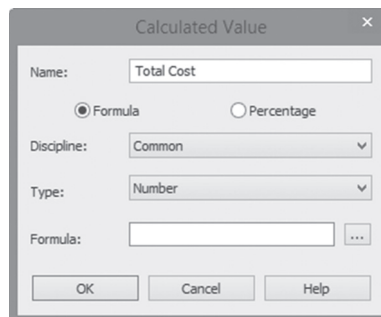 Calculated Value
Name: Total Cost
Formula Percentage
Discipline: Common
Type: Number
Formula: ...
OK Cancel Help